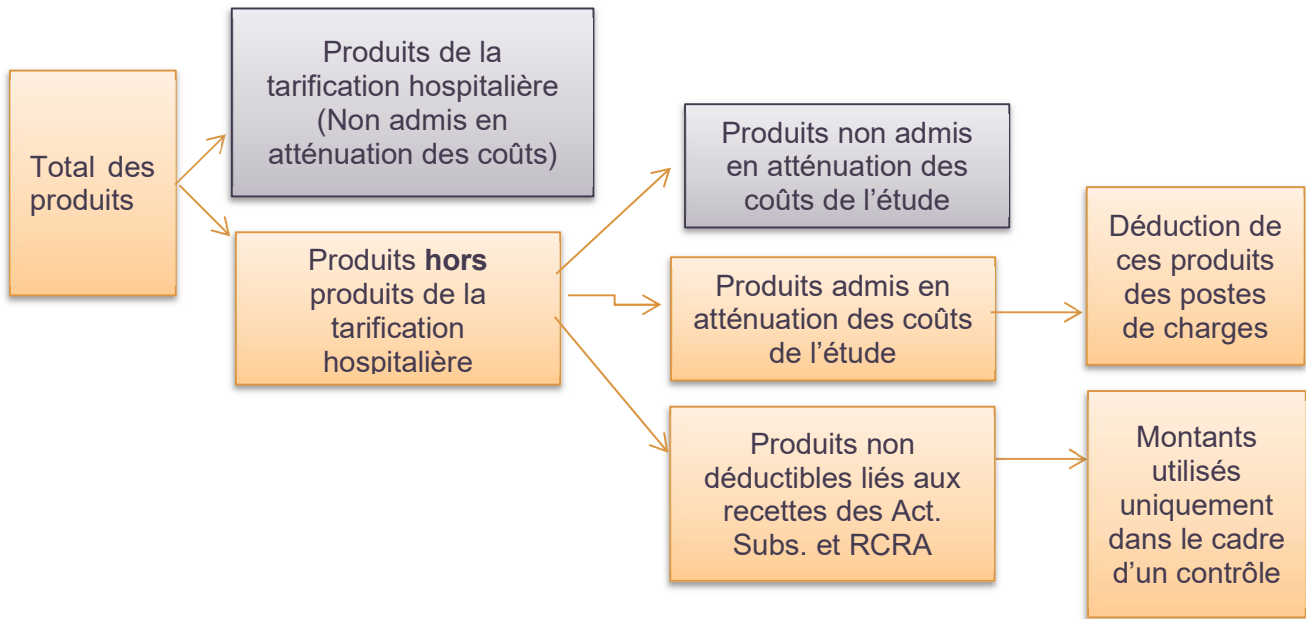 Total des
produits
Produits de la
tarification hospitalière
(Non admis en
atténuation des coûts)
Produits hors
produits de la
tarification
hospitalière
Produits non admis
en atténuation des
coûts de l’étude
Produits admis en
atténuation des coûts
de l’étude
Produits non
déductibles liés aux
recettes des Act.
Subs. et RCRA
Déduction de
ces produits
des postes
de charges
Montants
utilisés
uniquement
dans le cadre
d’un contrôle